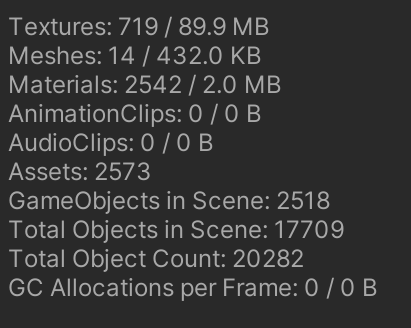 Textures: 719 / 89.9 MB
Meshes: 14 / 432.0 KB
Materials: 2542 / 2.0 MB
AnimationClips: 0 / 0 B
AudioClips: 0 / 0 B
Assets: 2573
GameObjects in Scene: 2518
Total Objects in Scene: 17709
Total Object Count: 20282
GC Allocations per Frame: 0 / 0 B